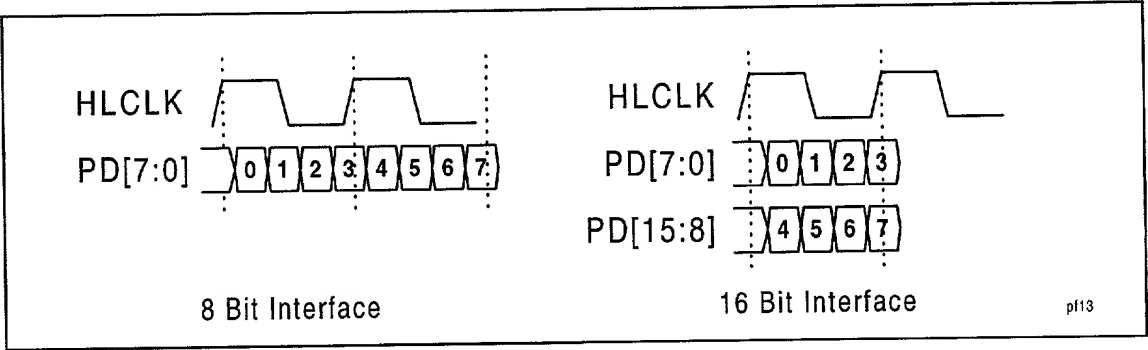 HLCLK
PD[7:0] 0 1 2 3 4 5 6 7
8 Bit Interface
HLCLK
PD[7:0] 0 1 2 3
PD[15:8] 4 5 6 7
16 Bit Interface
pf13